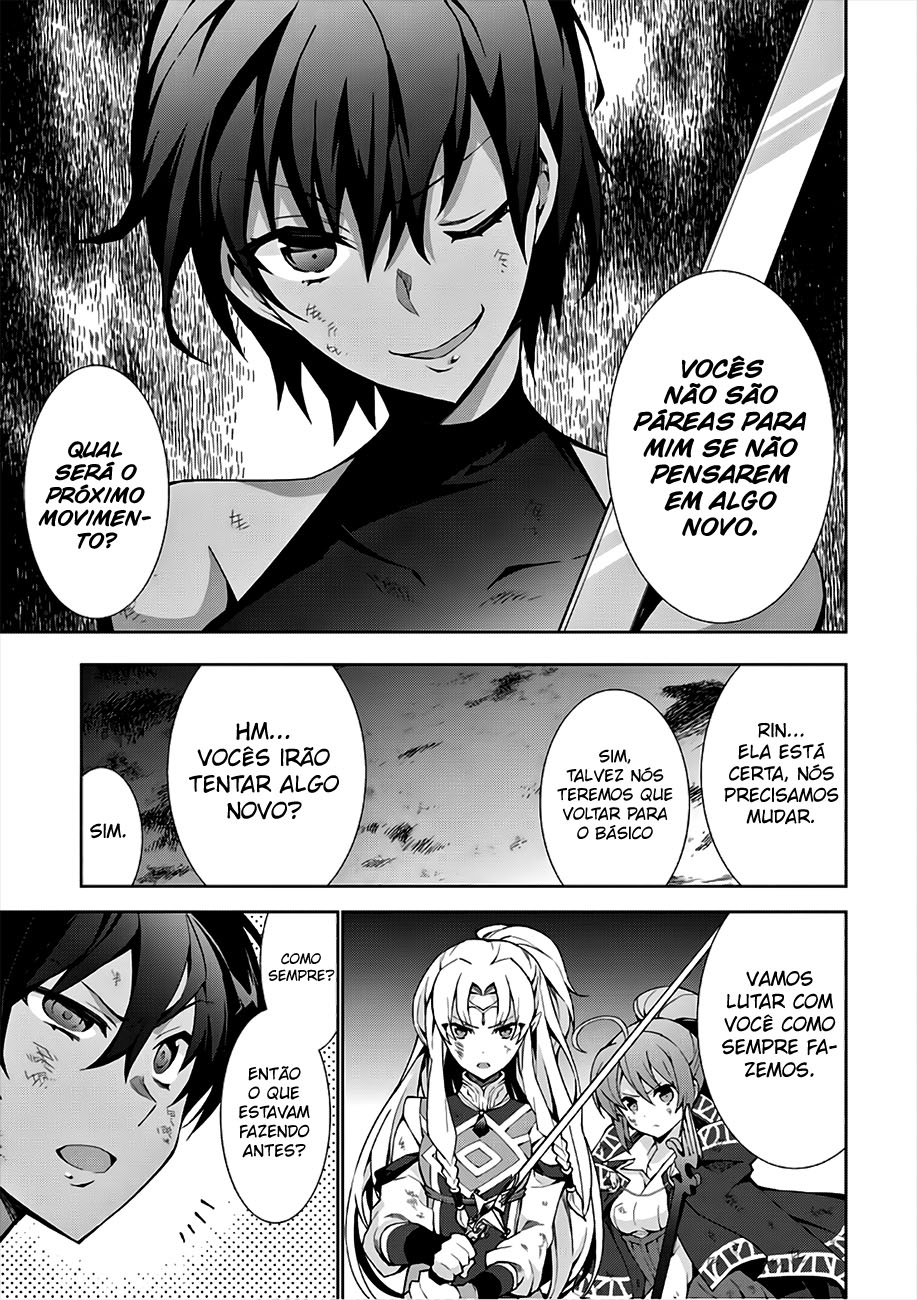 VOCÊS
NÃO SÃO
PÁREAS PARA
MIM SE NÃO
PENSAREM
EM ALGO
NOVO.
QUAL
SERÁ O
PRÓXIMO
MOVIMEN-
TO?
RIN...
ELA ESTÁ
CERTA, NÓS
PRECISAMOS
MUDAR.
SIM,
TALVEZ NÓS
TEREMOS QUE
VOLTAR PARA
O BÁSICO
HM...
VOCÊS IRÃO
TENTAR ALGO
NOVO?
SIM.
VAMOS
LUTAR COM
VOCÊ COMO
SEMPRE FA-
ZEMOS.
COMO
SEMPRE?
ENTÃO
O QUE
ESTAVAM
FAZENDO
ANTES?